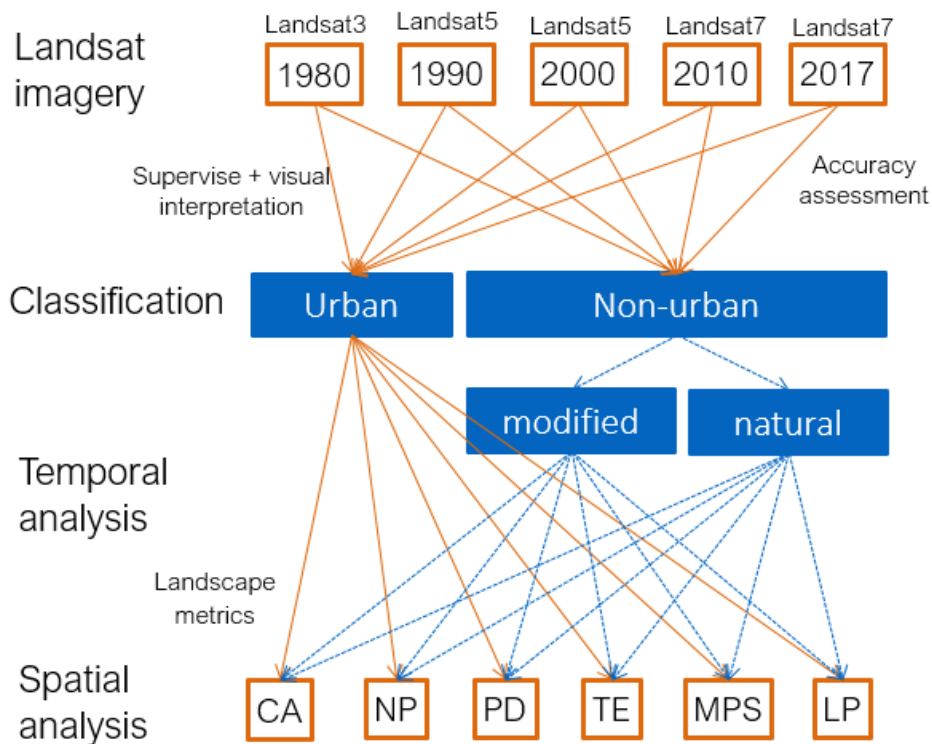 Landsat
imagery
Landsat3
Landsat5
Landsat5
Landsat7
Landsat7
1980
1990
2000
2010
2017
Supervise + visual
interpretation
Accuracy
assessment
Classification
Urban
Non-urban
modified
natural
Temporal
analysis
Landscape
metrics
Spatial
analysis
CA
NP
PD
TE
MPS
LP